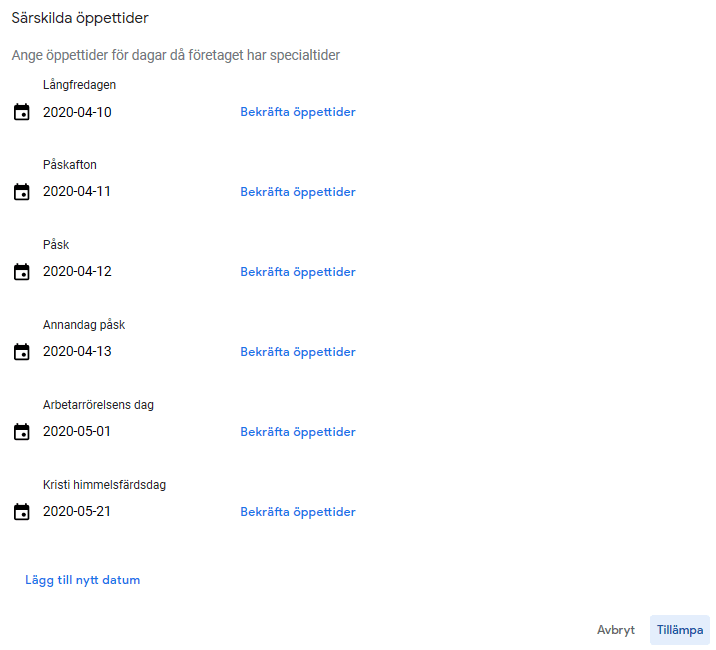 Särskilda öppettider
Ange öppettider för dagar då företaget har specialtider
Långfredagen
2020-04-10 Bekräfta öppettider
Påskafton
2020-04-11 Bekräfta öppettider
Påsk
2020-04-12 Bekräfta öppettider
Annandag påsk
2020-04-13 Bekräfta öppettider
Arbetarrörelsens dag
2020-05-01 Bekräfta öppettider
Kristi himmelsfärdsdag
2020-05-21 Bekräfta öppettider
Lägg till nytt datum
Avbryt Tillämpa